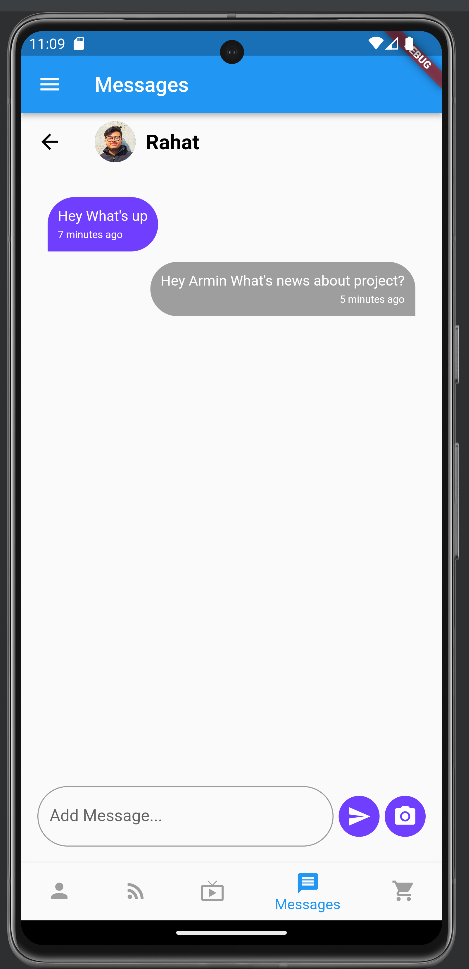 11:09
DEBUG
Messages
Rahat
Hey What's up
7 minutes ago
Hey Armin What's news about project?
5 minutes ago
Add Message...
Messages